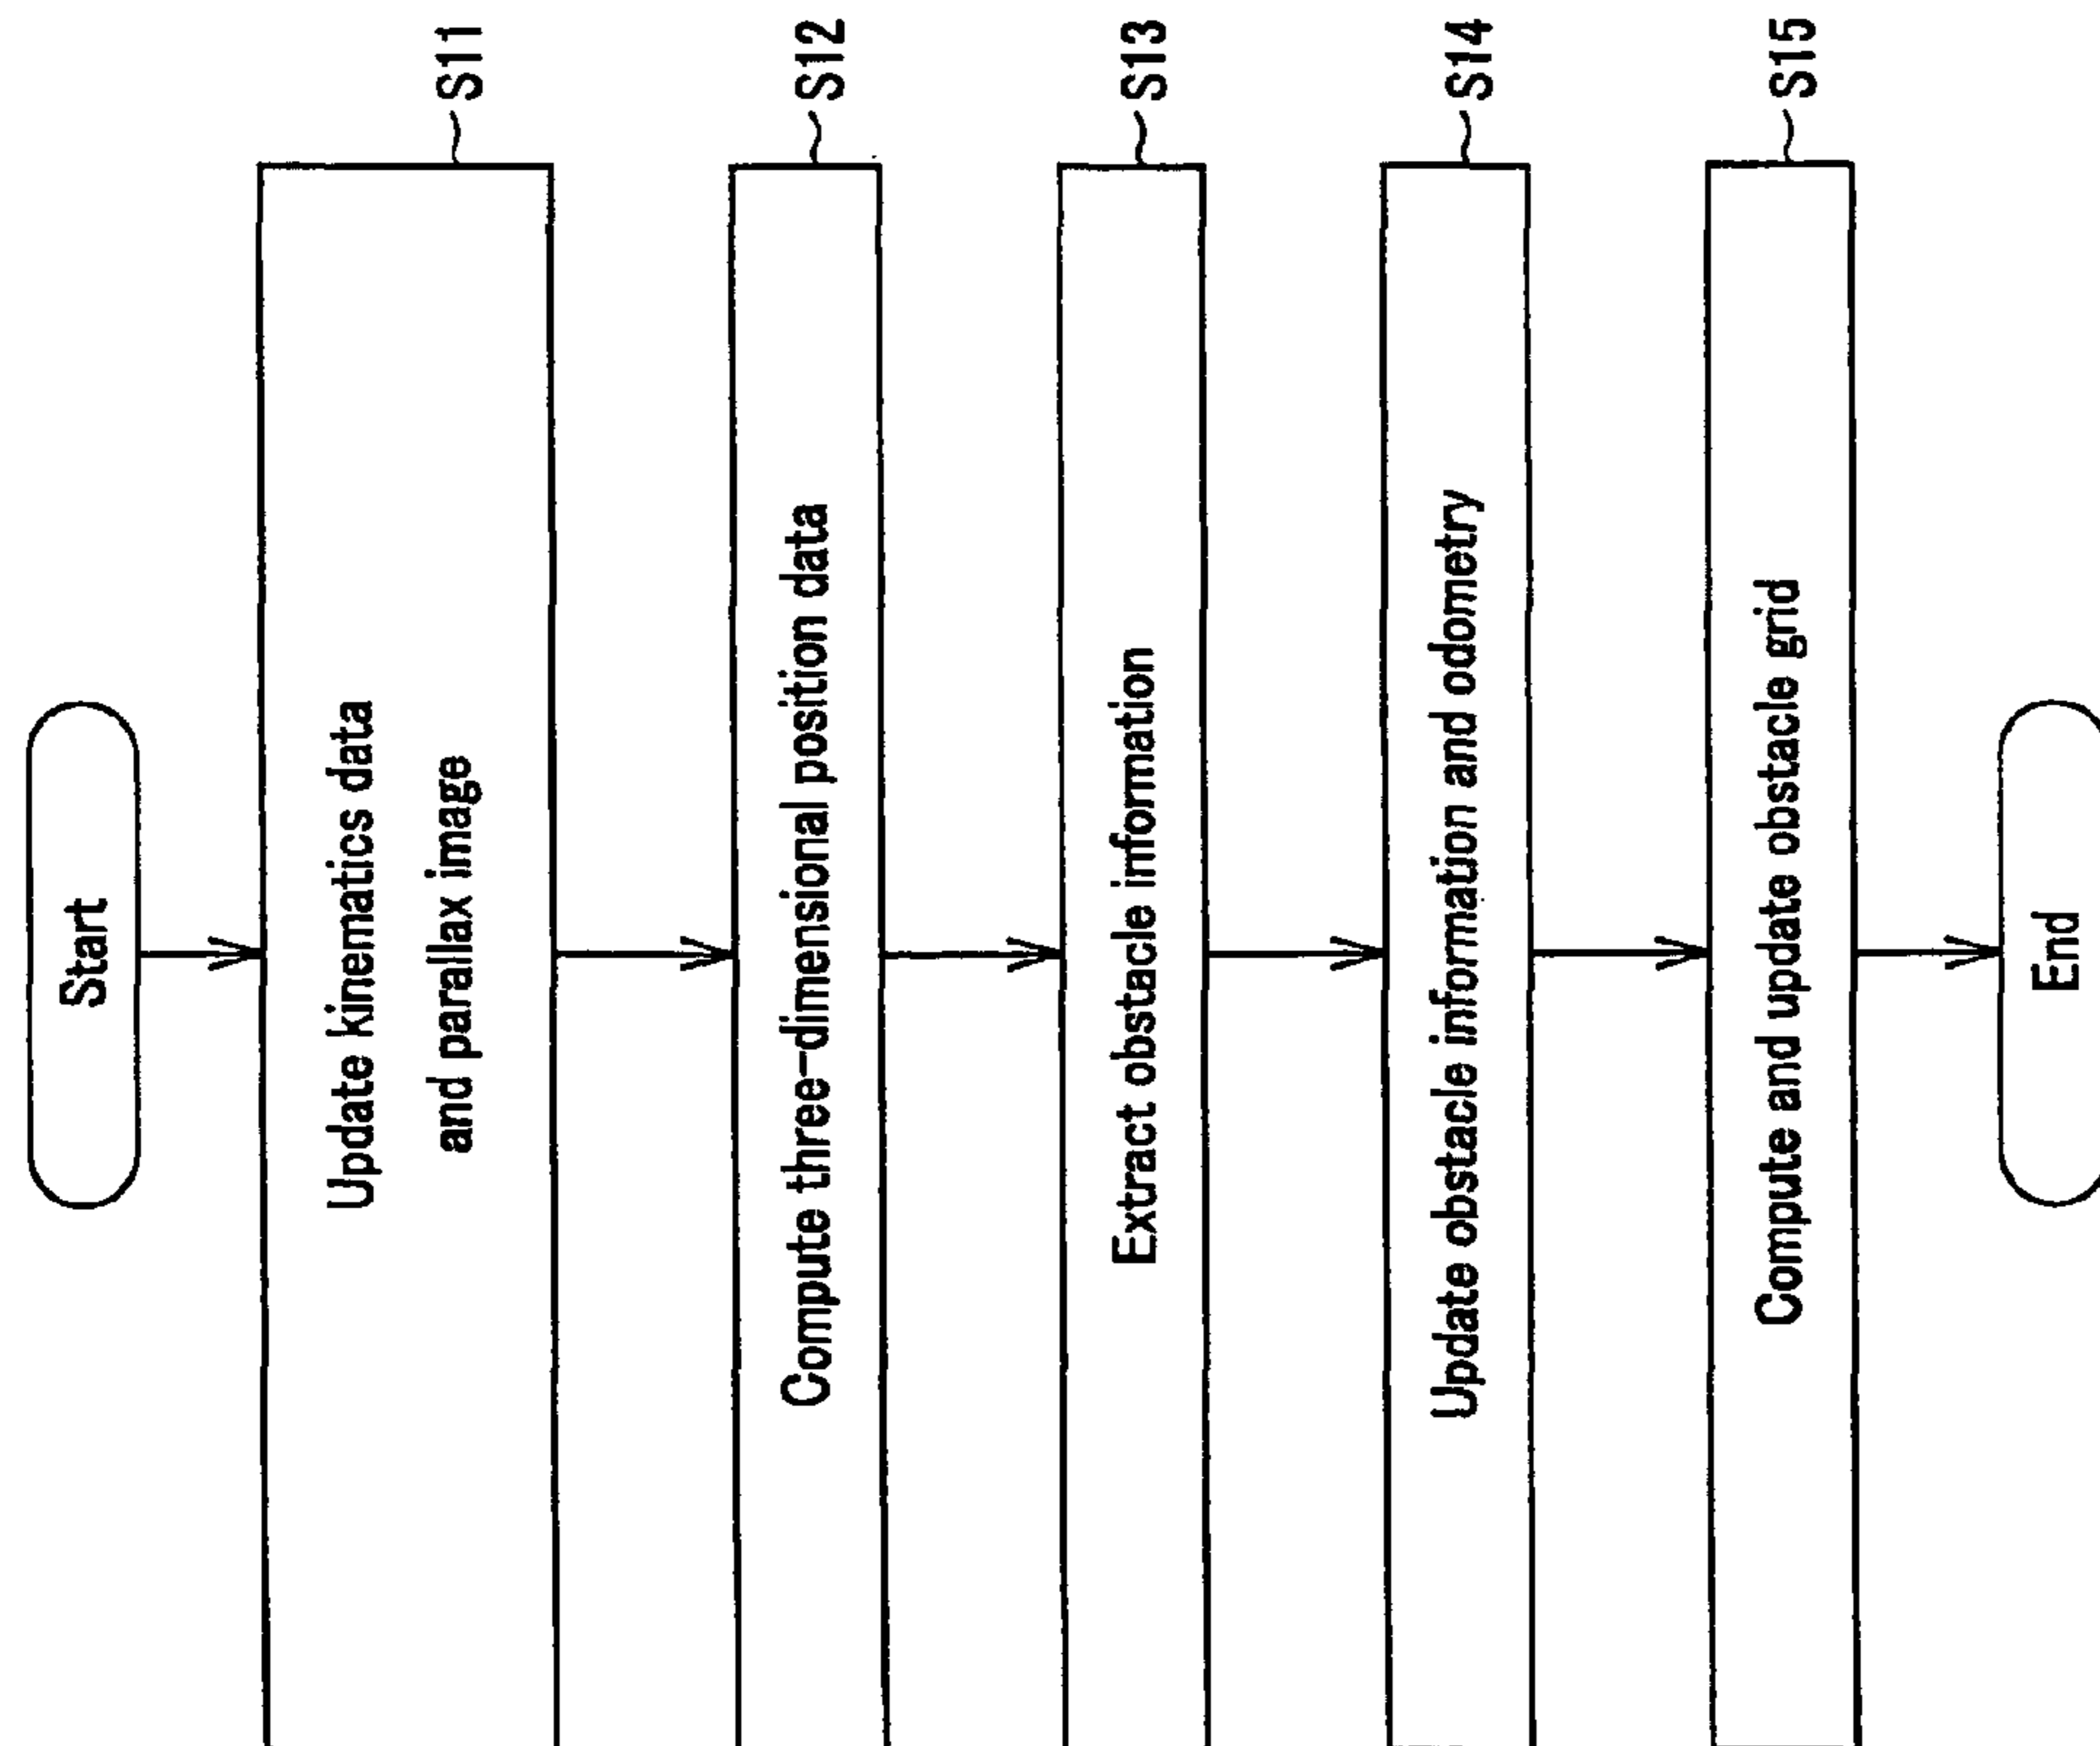 Start
Update kinematics data
and parallax image
S11
Compute three-dimensional position data
S12
Extract obstacle information
S13
Update obstacle information and odometry
S14
Compute and update obstacle grid
S15
End